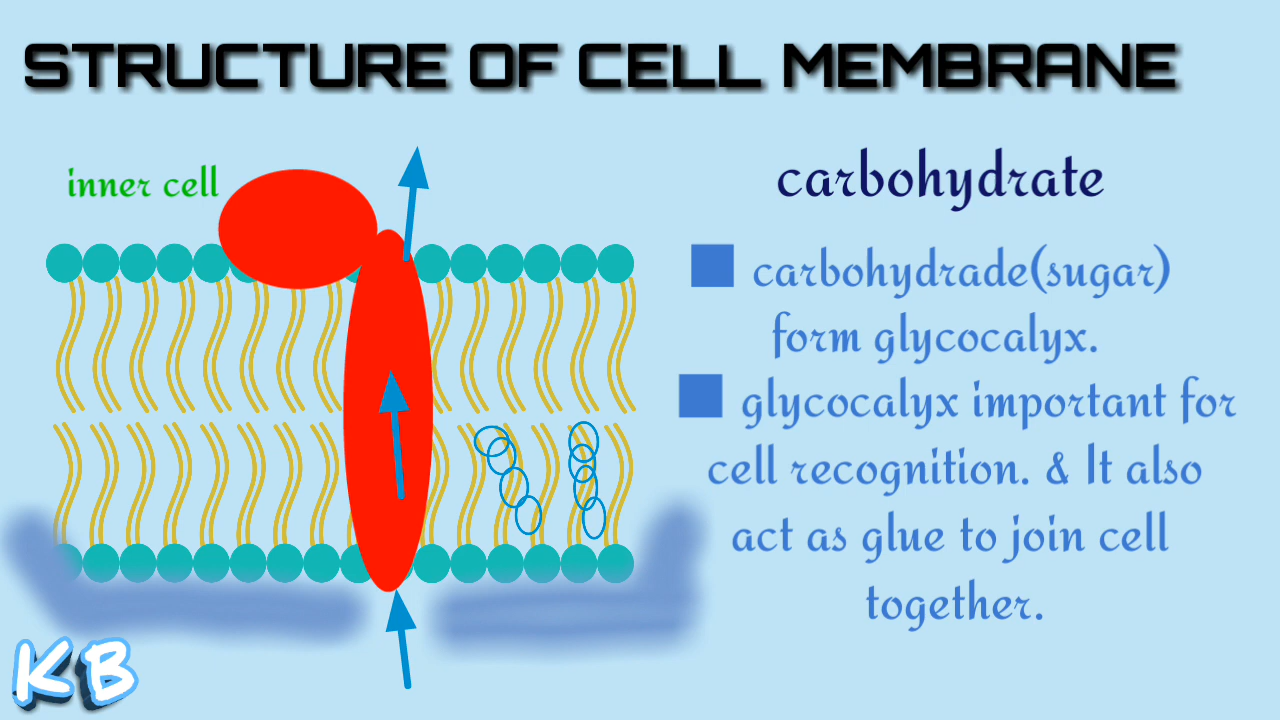 STRUCTURE OF CELL MEMBRANE
inner cell
carbohydrate
carbohydrade(sugar)
form glycocalyx.
glycocalyx important for
cell recognition. & It also
act as glue to join cell
together.
KB